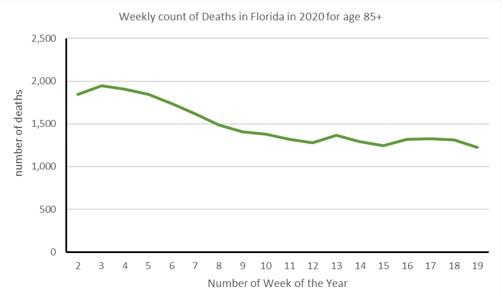 Weekly count of Deaths in Florida in 2020 for age 85+
2,500
2,000
1,500
1,000
500
0
number of deaths
2 3 4 5 6 7 8 9 10 11 12 13 14 15 16 17 18 19
Number of Week of the Year